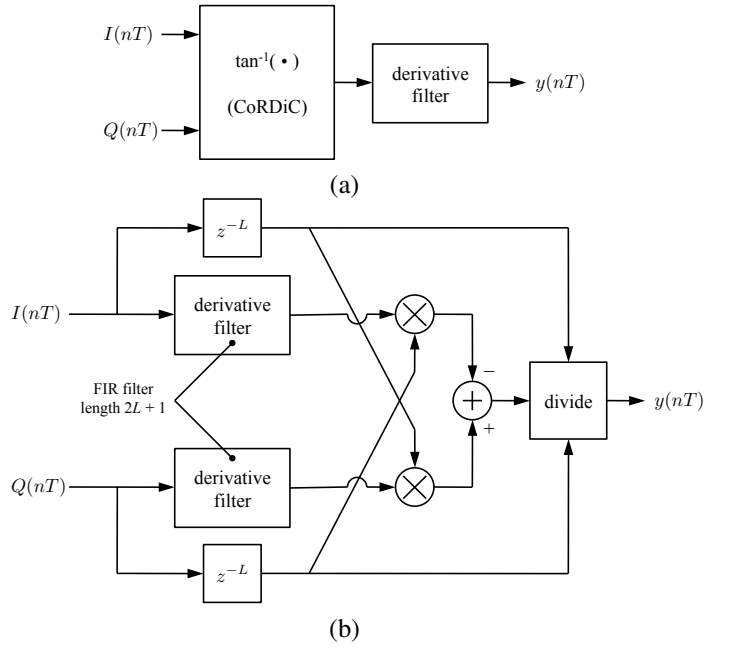 I(nT)
Q(nT)
tan⁻¹( • )
(CoRDiC)
derivative
filter
y(nT)
(a)
z⁻ᴸ
I(nT)
derivative
filter
FIR filter
length 2L + 1
−
+
+
divide
y(nT)
Q(nT)
derivative
filter
z⁻ᴸ
(b)